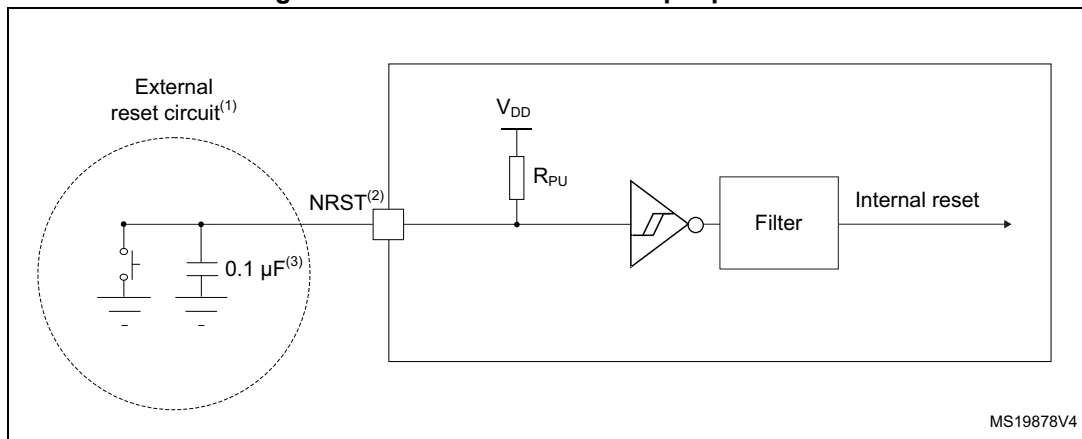 External
reset circuit(1)
VDD
RPU
NRST(2)
Filter
Internal reset
0.1 µF(3)
MS19878V4